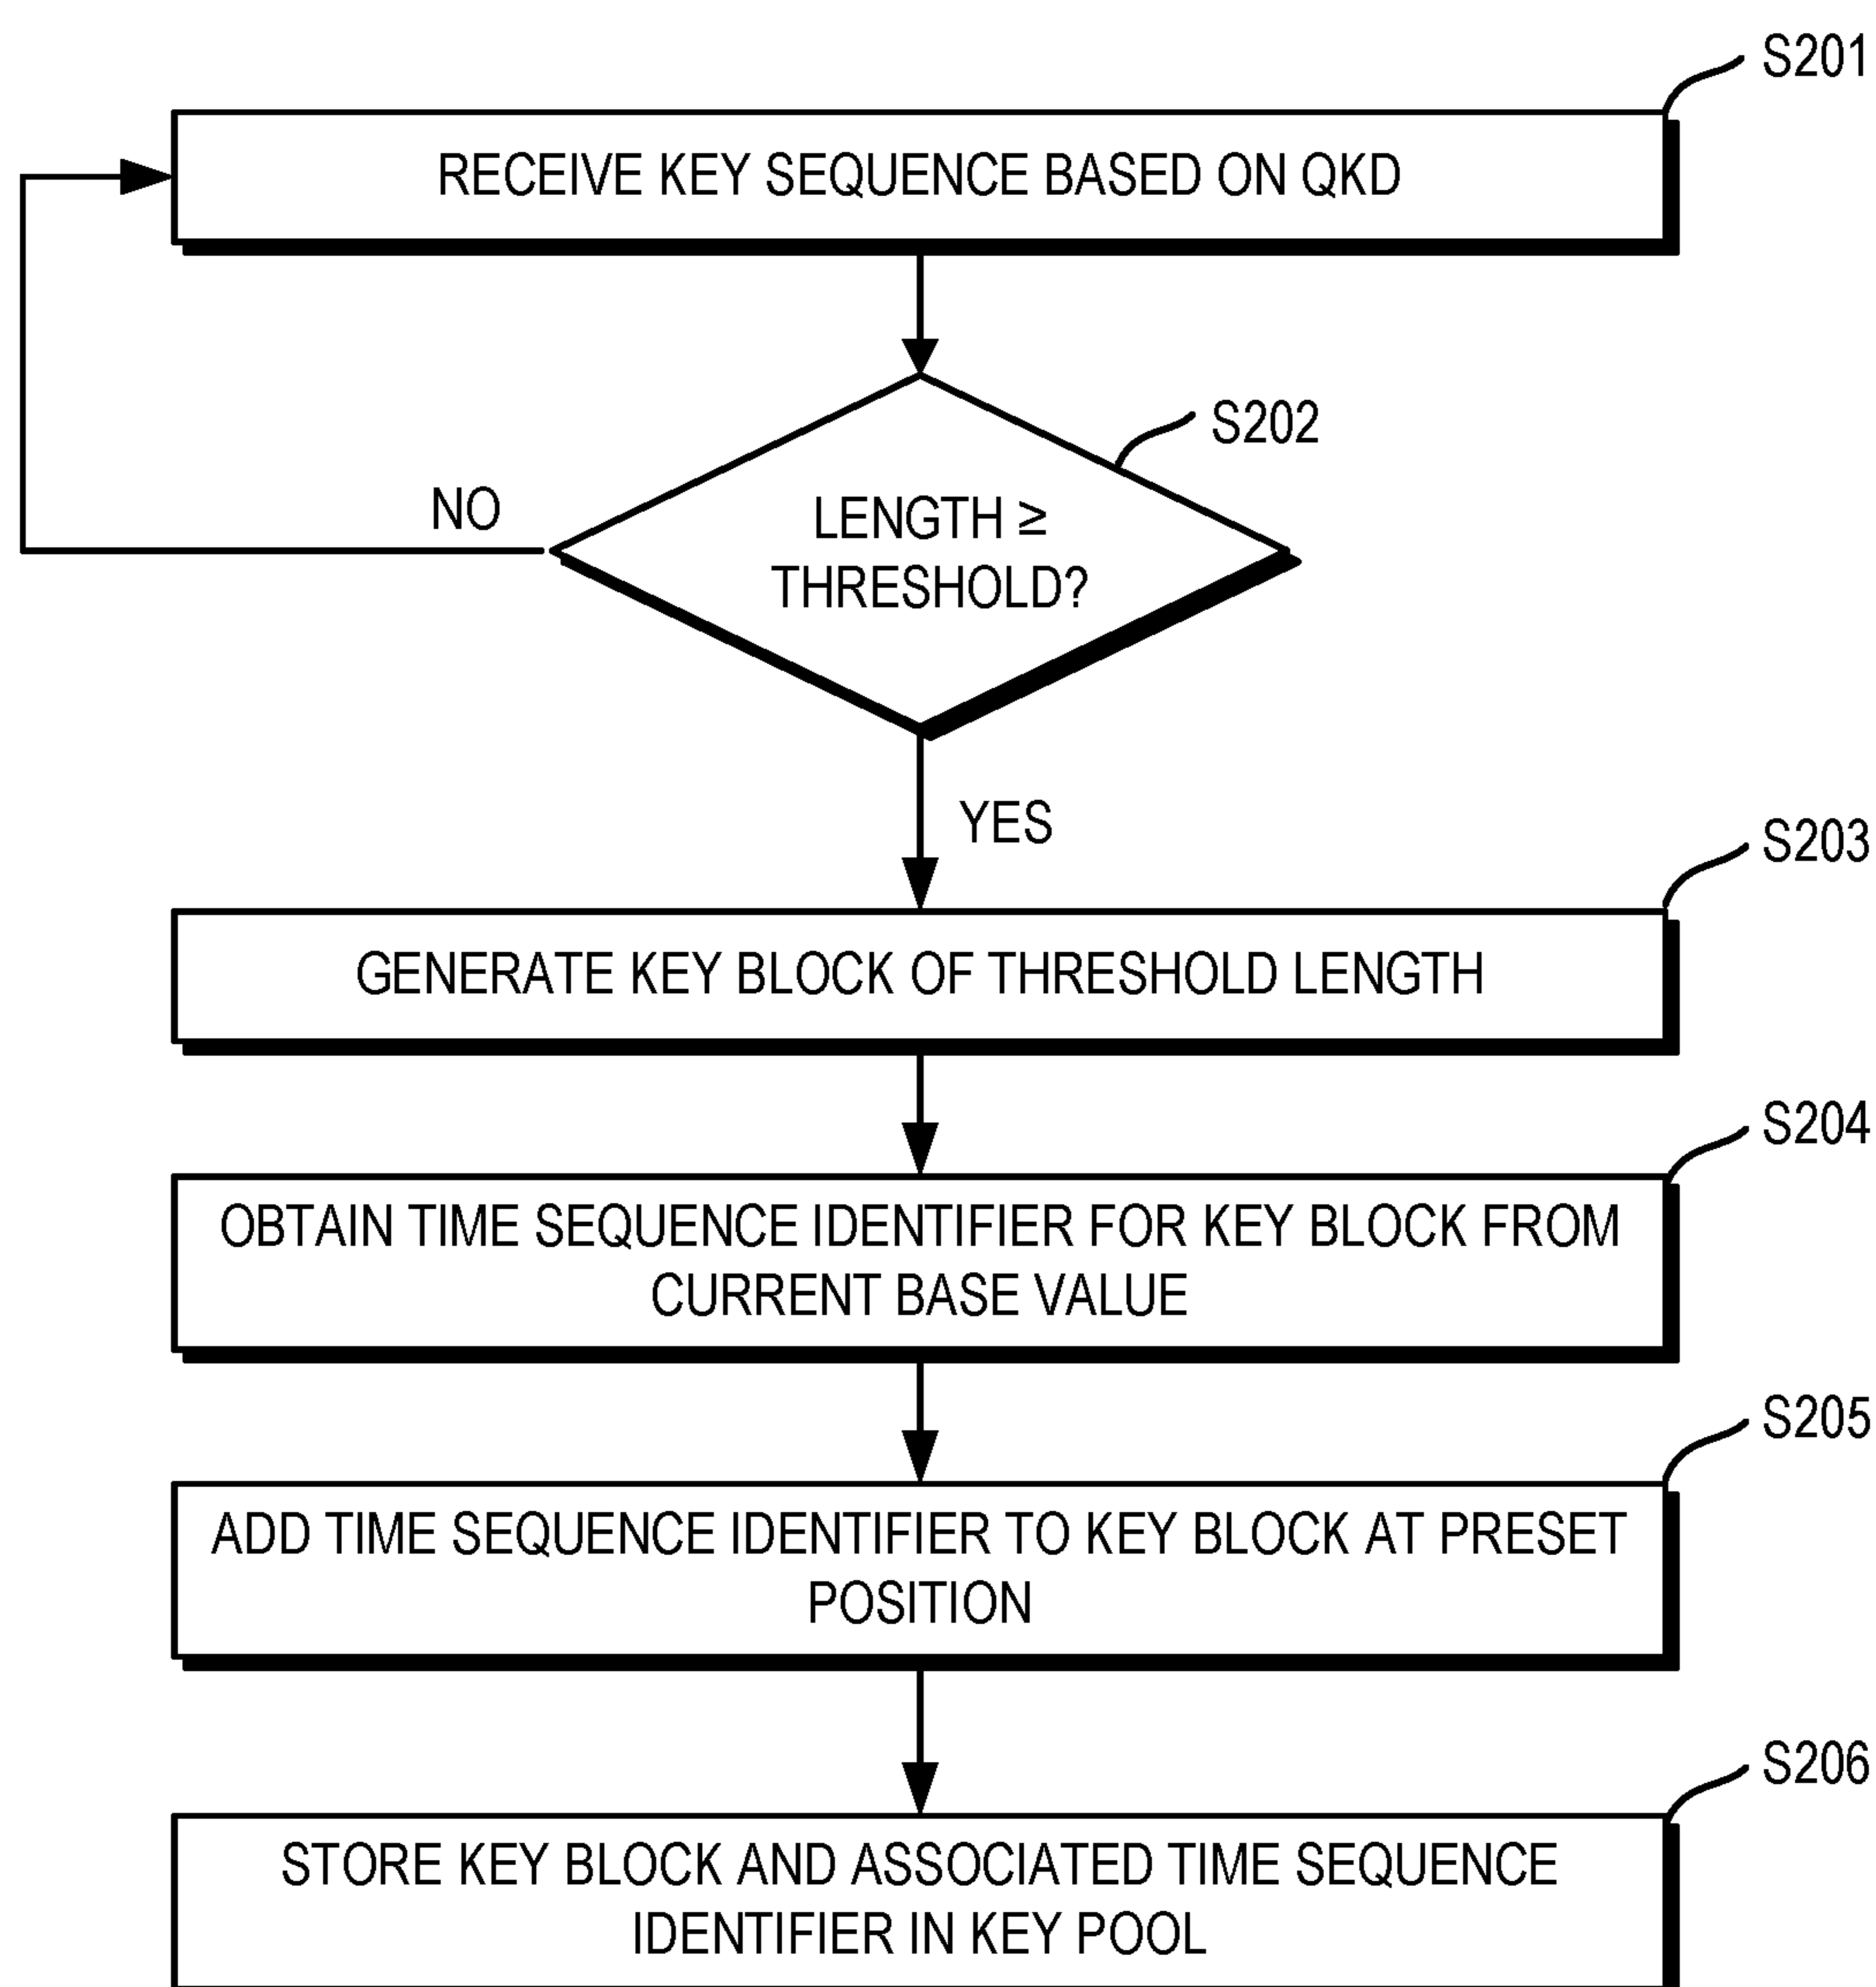 S201
RECEIVE KEY SEQUENCE BASED ON QKD
S202
LENGTH ≥
THRESHOLD?
NO
YES
S203
GENERATE KEY BLOCK OF THRESHOLD LENGTH
S204
OBTAIN TIME SEQUENCE IDENTIFIER FOR KEY BLOCK FROM
CURRENT BASE VALUE
S205
ADD TIME SEQUENCE IDENTIFIER TO KEY BLOCK AT PRESET
POSITION
S206
STORE KEY BLOCK AND ASSOCIATED TIME SEQUENCE
IDENTIFIER IN KEY POOL